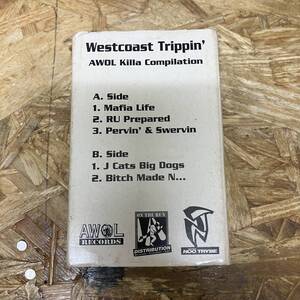 Westcoast Trippin'
AWOL Killa Compilation
A. Side
1. Mafia Life
2. RU Prepared
3. Pervin' & Swervin
B. Side
1. J Cats Big Dogs
2. Bitch Made N...
AWOL
RECORDS
ON THE RUN
DISTRIBUTION
NOO TRYBE